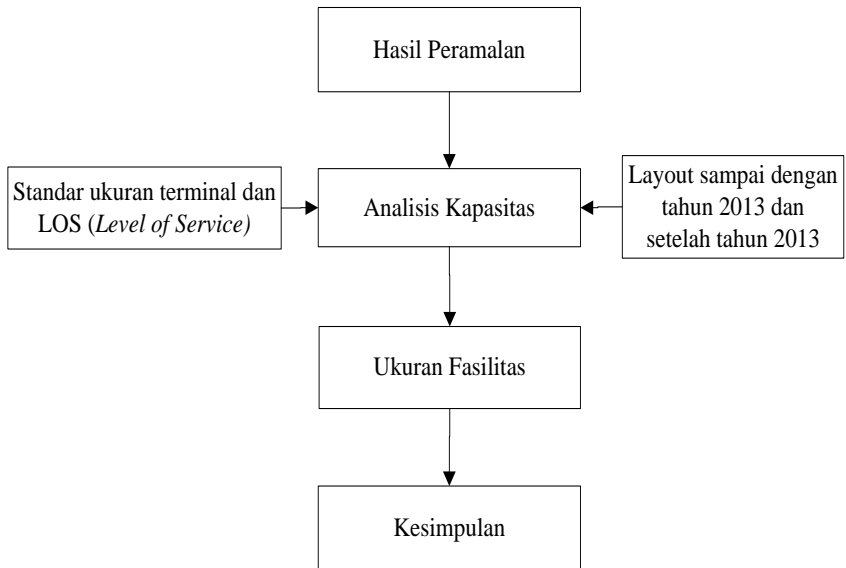 Hasil Peramalan
Standar ukuran terminal dan
LOS (Level of Service)
Analisis Kapasitas
Layout sampai dengan
tahun 2013 dan
setelah tahun 2013
Ukuran Fasilitas
Kesimpulan